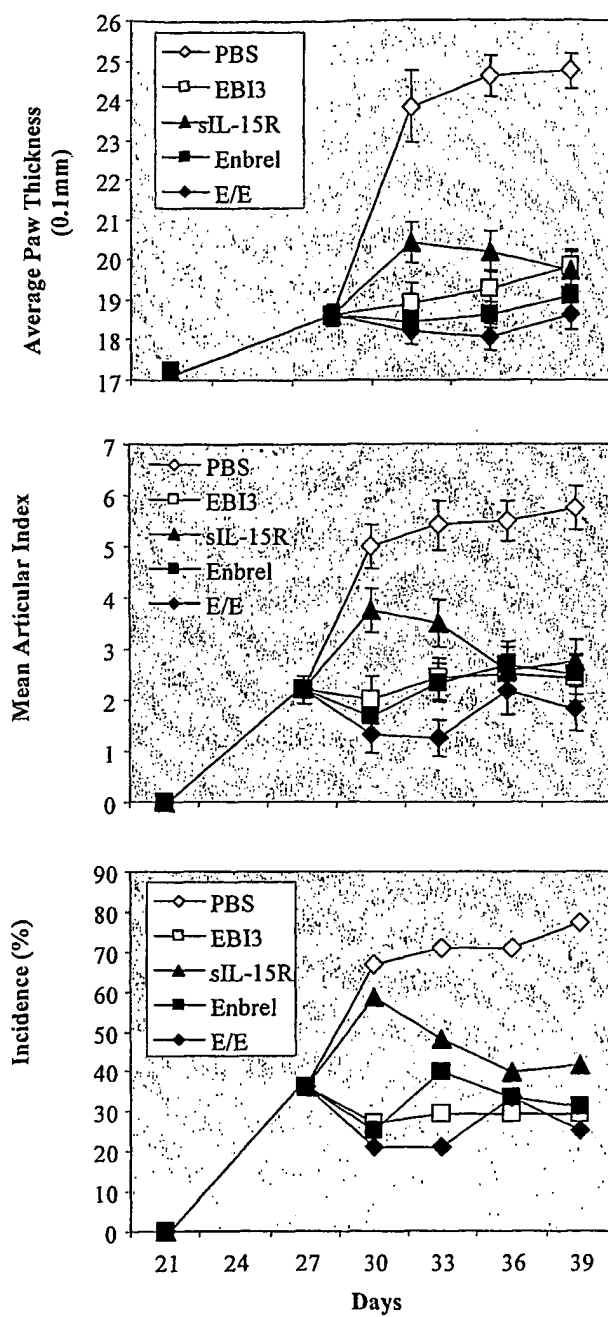 Average Paw Thickness
(0.1mm)
26
25
24
23
22
21
20
19
18
17
PBS
EBI3
sIL-15R
Enbrel
E/E
Mean Articular Index
7
6
5
4
3
2
1
0
PBS
EBI3
sIL-15R
Enbrel
E/E
Incidence (%)
90
80
70
60
50
40
30
20
10
0
PBS
EBI3
sIL-15R
Enbrel
E/E
21 24 27 30 33 36 39
Days